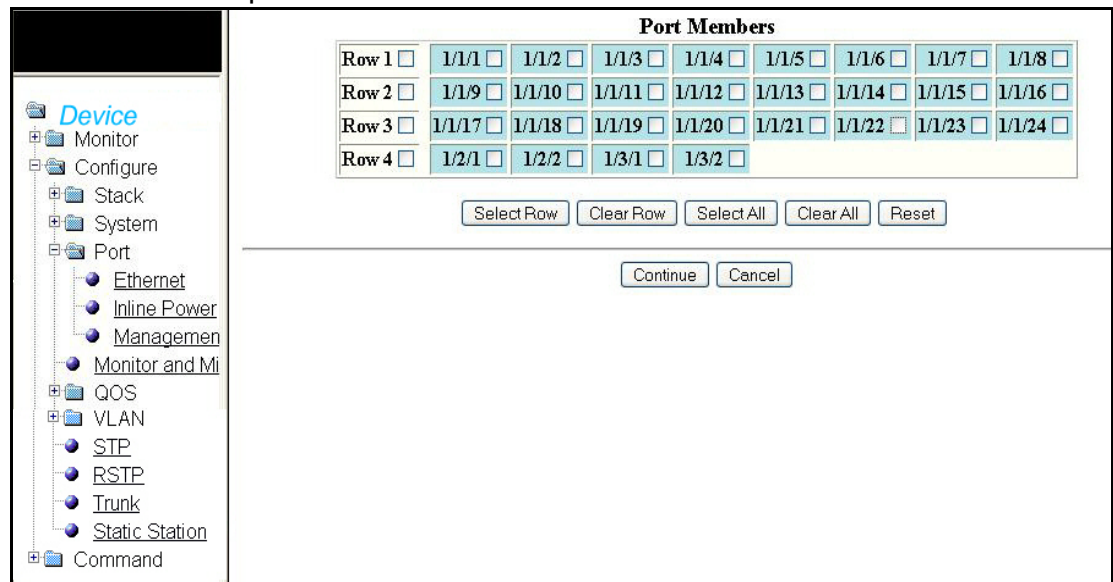 Device
Monitor
Configure
Stack
System
Port
Ethernet
Inline Power
Managemen
Monitor and Mi
QOS
VLAN
STP
RSTP
Trunk
Static Station
Command
Port Members
Row 1 1/1/1 1/1/2 1/1/3 1/1/4 1/1/5 1/1/6 1/1/7 1/1/8
Row 2 1/1/9 1/1/10 1/1/11 1/1/12 1/1/13 1/1/14 1/1/15 1/1/16
Row 3 1/1/17 1/1/18 1/1/19 1/1/20 1/1/21 1/1/22 1/1/23 1/1/24
Row 4 1/2/1 1/2/2 1/3/1 1/3/2
Select Row Clear Row Select All Clear All Reset
Continue Cancel